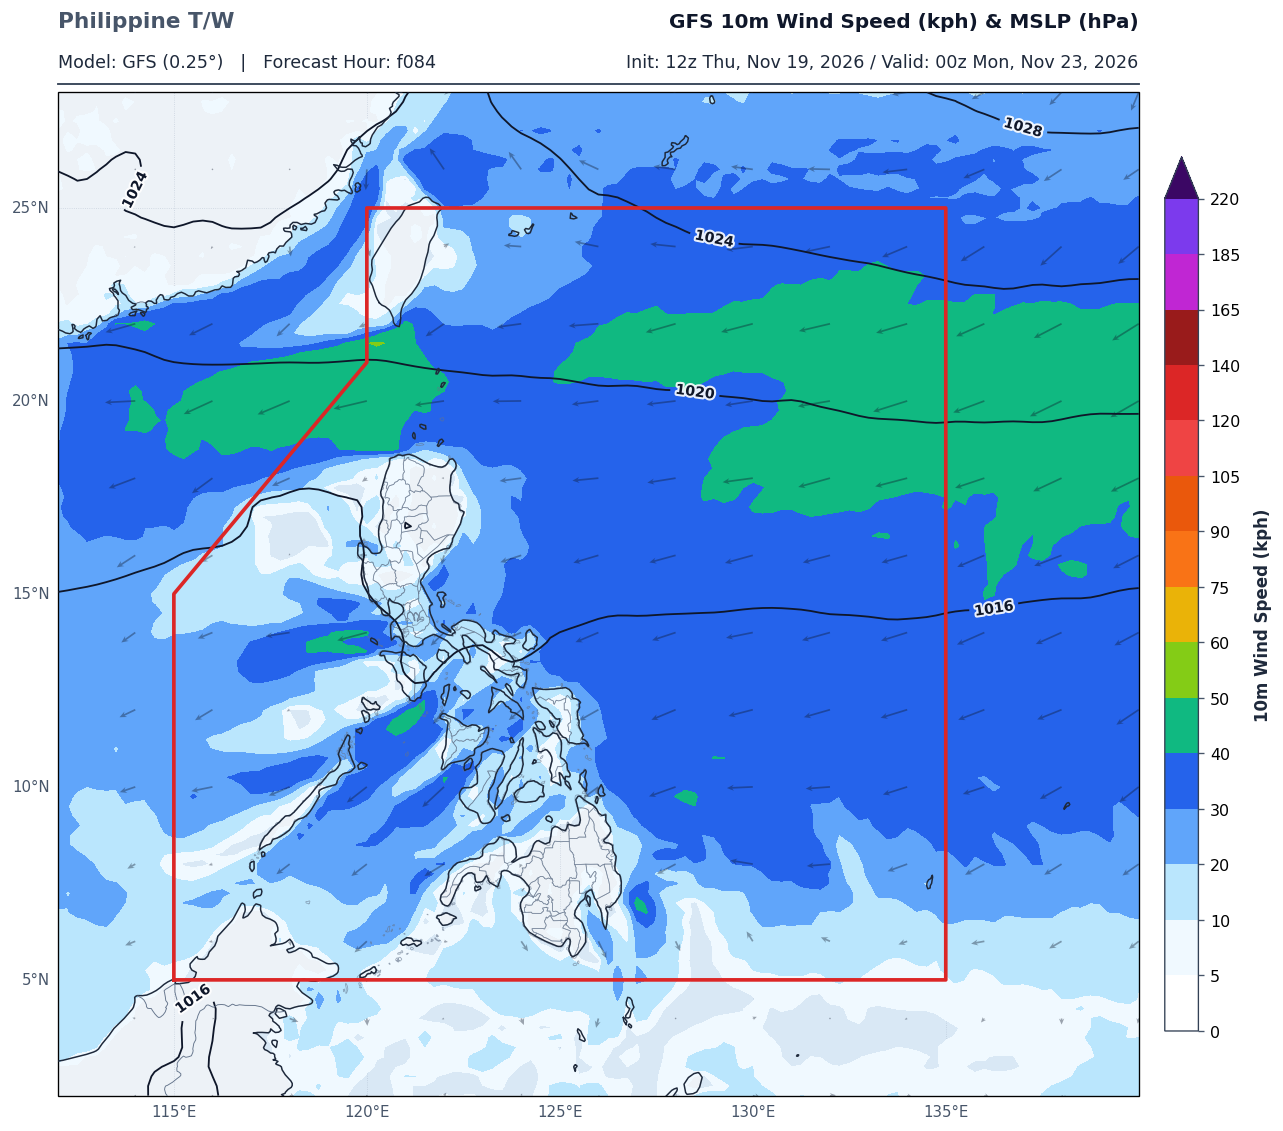 Philippine T/W
GFS 10m Wind Speed (kph) & MSLP (hPa)
Model: GFS (0.25°)   |   Forecast Hour: f084
Init: 12z Thu, Nov 19, 2026 / Valid: 00z Mon, Nov 23, 2026
1028
1024
1024
1020
1016
1016
25°N
20°N
15°N
10°N
5°N
115°E
120°E
125°E
130°E
135°E
220
185
165
140
120
105
90
75
60
50
40
30
20
10
5
0
10m Wind Speed (kph)